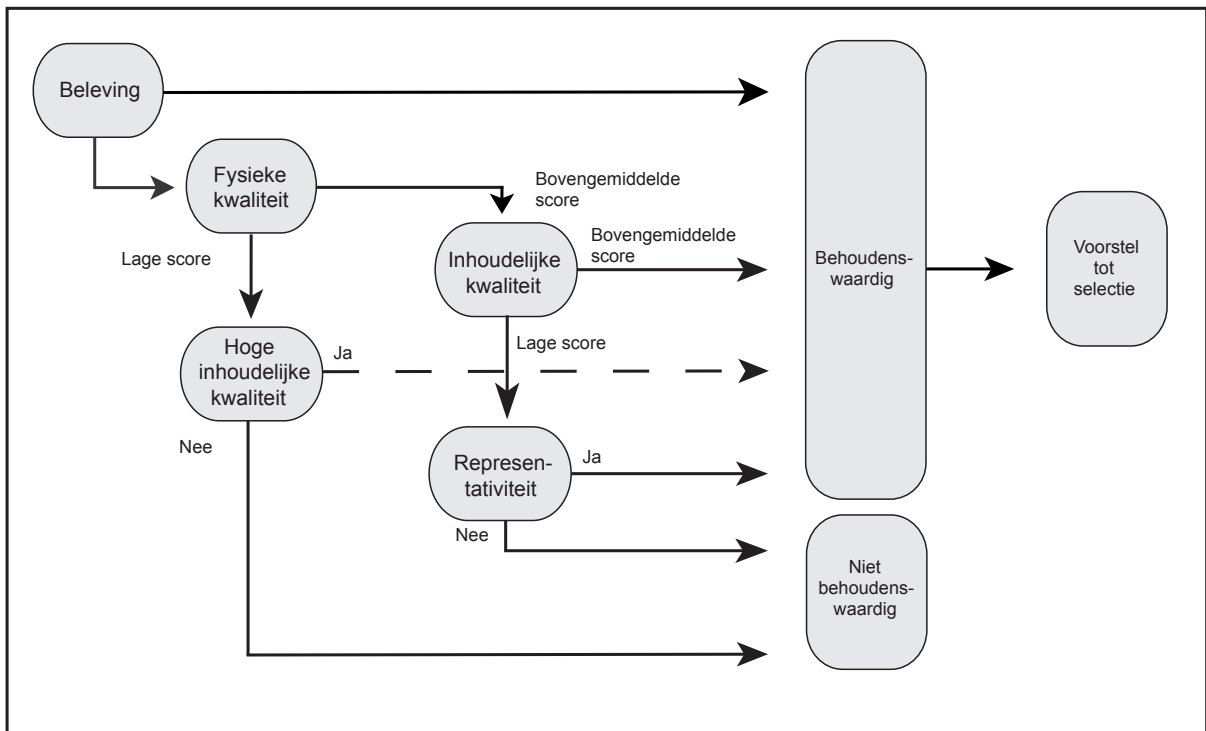 Beleving
Fysieke
kwaliteit
Bovengemiddelde
score
Lage score
Inhoudelijke
kwaliteit
Bovengemiddelde
score
Behoudens-
waardig
Voorstel
tot
selectie
Hoge
inhoudelijke
kwaliteit
Ja
Lage score
Nee
Represen-
tativiteit
Ja
Nee
Niet
behoudens-
waardig